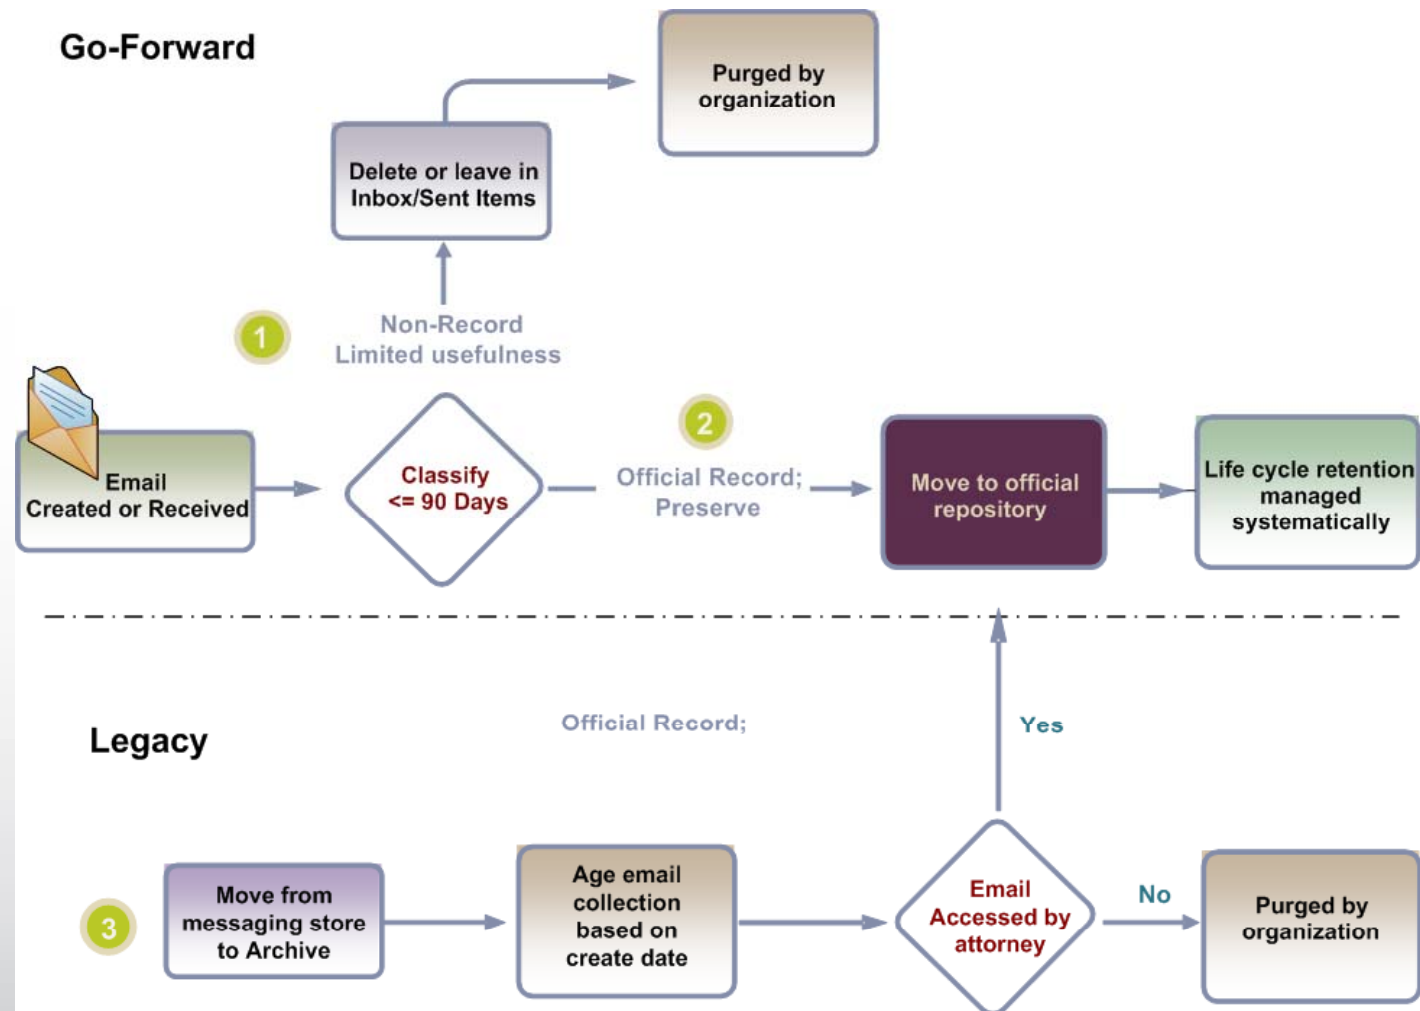 Go-Forward
Purged by
organization
Delete or leave in
Inbox/Sent Items
1
Non-Record
Limited usefulness
2
Email
Created or Received
Classify
<= 90 Days
Official Record;
Preserve
Move to official
repository
Life cycle retention
managed
systematically
Legacy
Official Record;
Yes
3
Move from
messaging store
to Archive
Age email
collection
based on
create date
Email
Accessed by
attorney
No
Purged by
organization